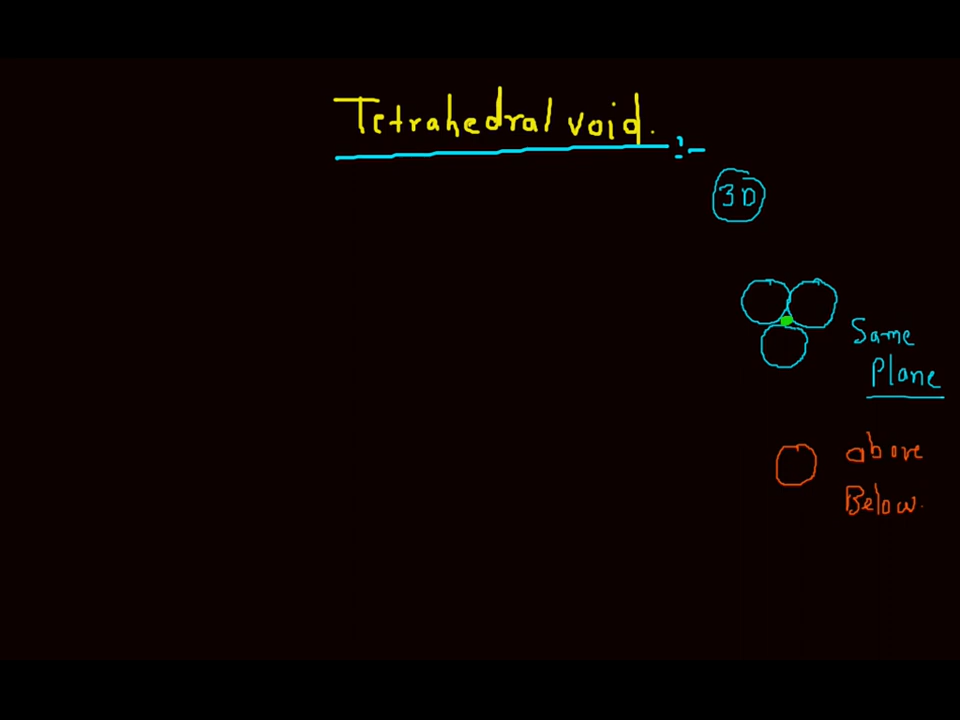 Tetrahedral void. :-
3D
Same
Plane
above
Below.